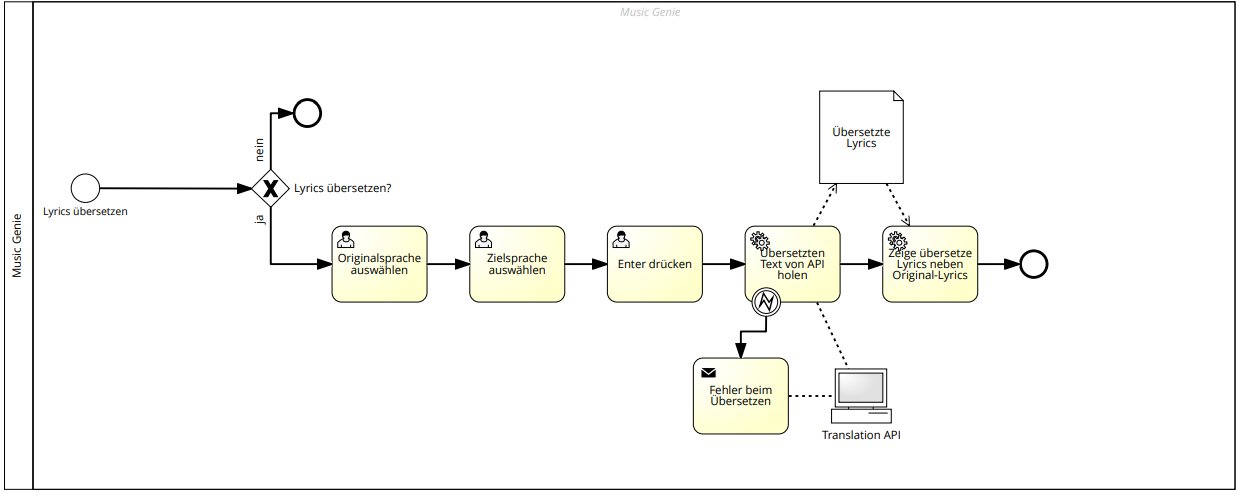 Music Genie
Music Genie
nein
Lyrics übersetzen
Lyrics übersetzen?
ja
Originalsprache
auswählen
Zielsprache
auswählen
Enter drücken
Übersetzten
Text von API
holen
Übersetzte
Lyrics
Zeige übersetze
Lyrics neben
Original-Lyrics
Fehler beim
Übersetzen
Translation API